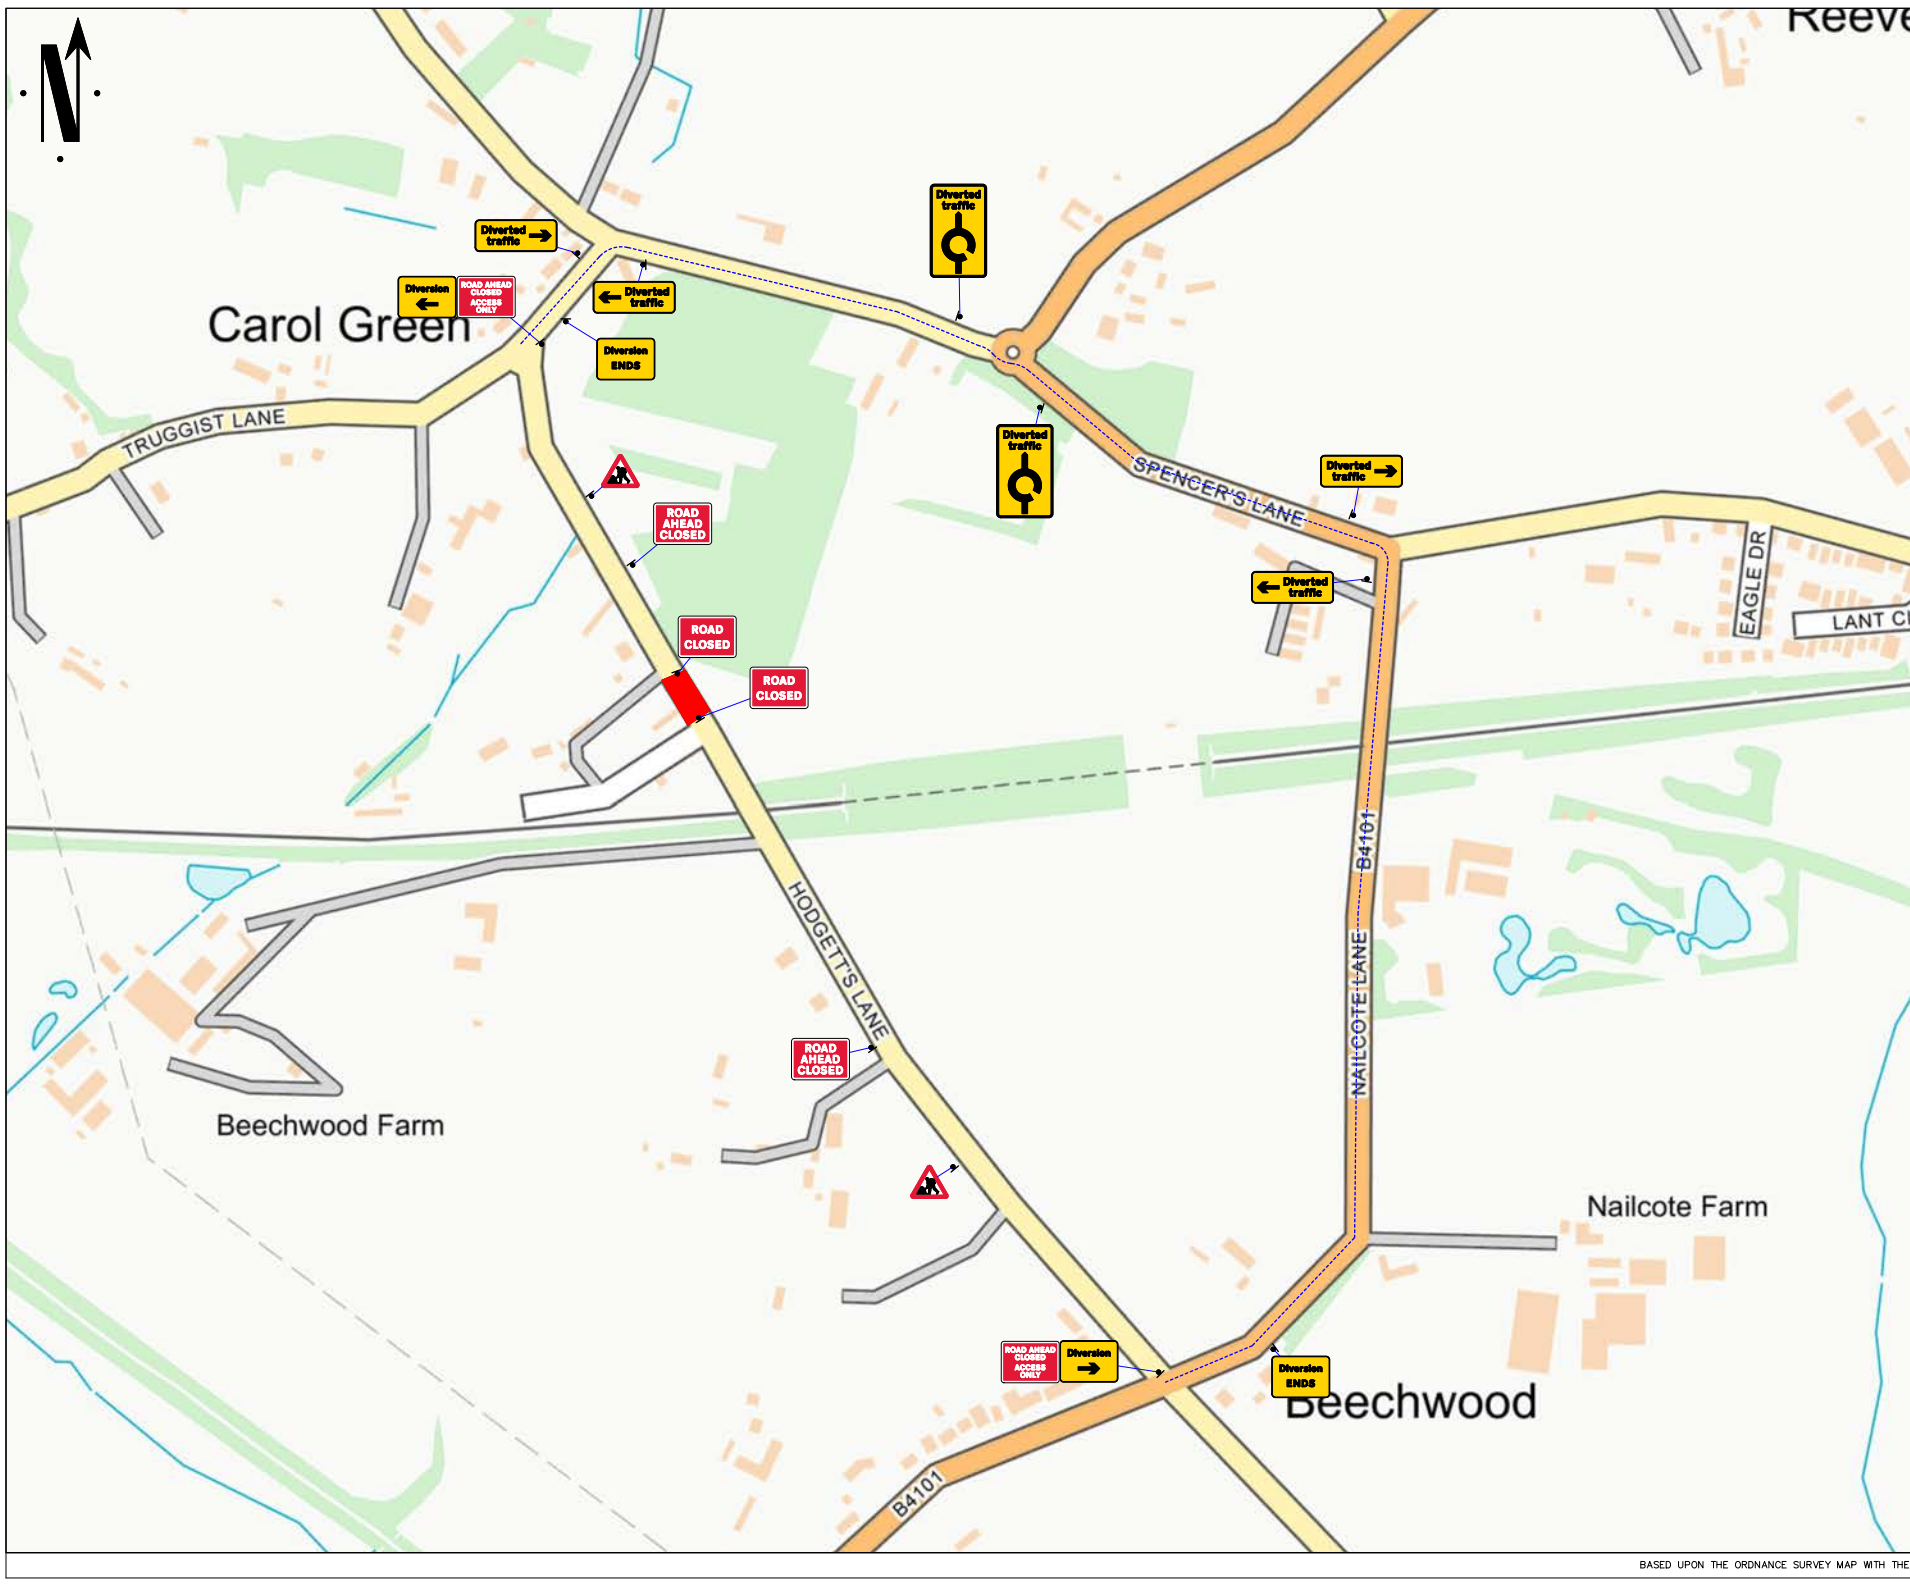 Reeve
N
Diverted
traffic
Diverted
traffic
Diversion
ROAD AHEAD
CLOSED
ACCESS
ONLY
Diverted
traffic
Carol Green
Diversion
ENDS
TRUGGIST LANE
Diverted
traffic
SPENCER'S LANE
Diverted
traffic
ROAD
AHEAD
CLOSED
EAGLE DR
Diverted
traffic
LANT CL
ROAD
CLOSED
ROAD
CLOSED
B4101
HODGETT'S LANE
NAILCOTE LANE
ROAD
AHEAD
CLOSED
Beechwood Farm
Nailcote Farm
ROAD AHEAD
CLOSED
ACCESS
ONLY
Diversion
Diversion
ENDS
Beechwood
B4101
BASED UPON THE ORDNANCE SURVEY MAP WITH THE